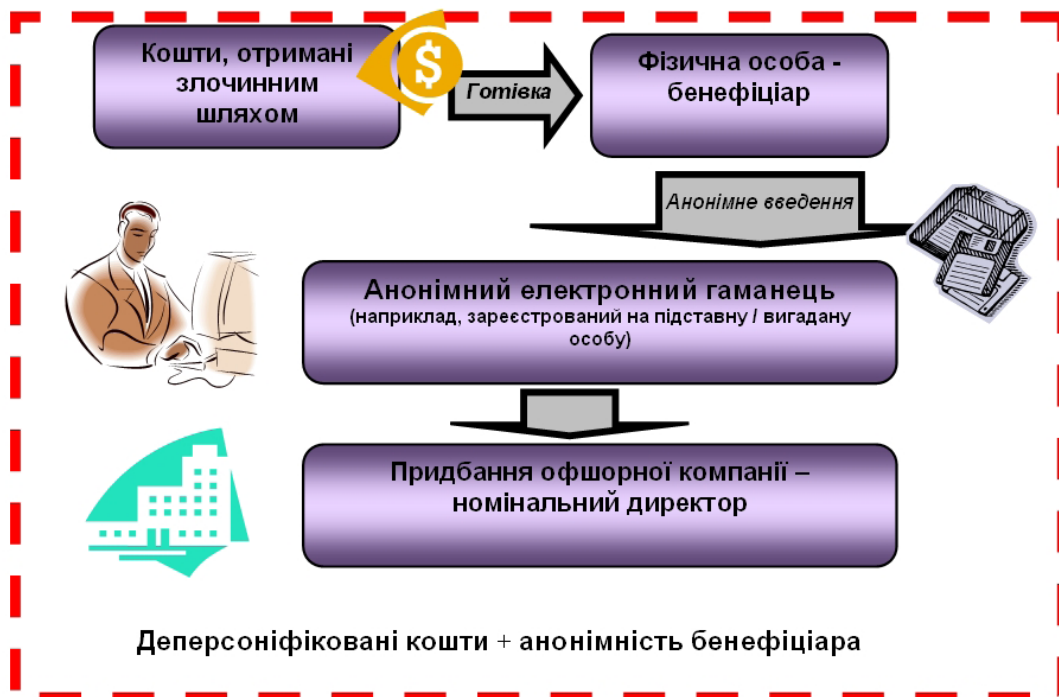 Кошти, отримані
злочинним
шляхом
$
Готівка
Фізична особа -
бенефіціар
Анонімне введення
Анонімний електронний гаманець
(наприклад, зареєстрований на підставну / вигадану
особу)
Придбання офшорної компанії –
номінальний директор
Деперсоніфіковані кошти + анонімність бенефіціара